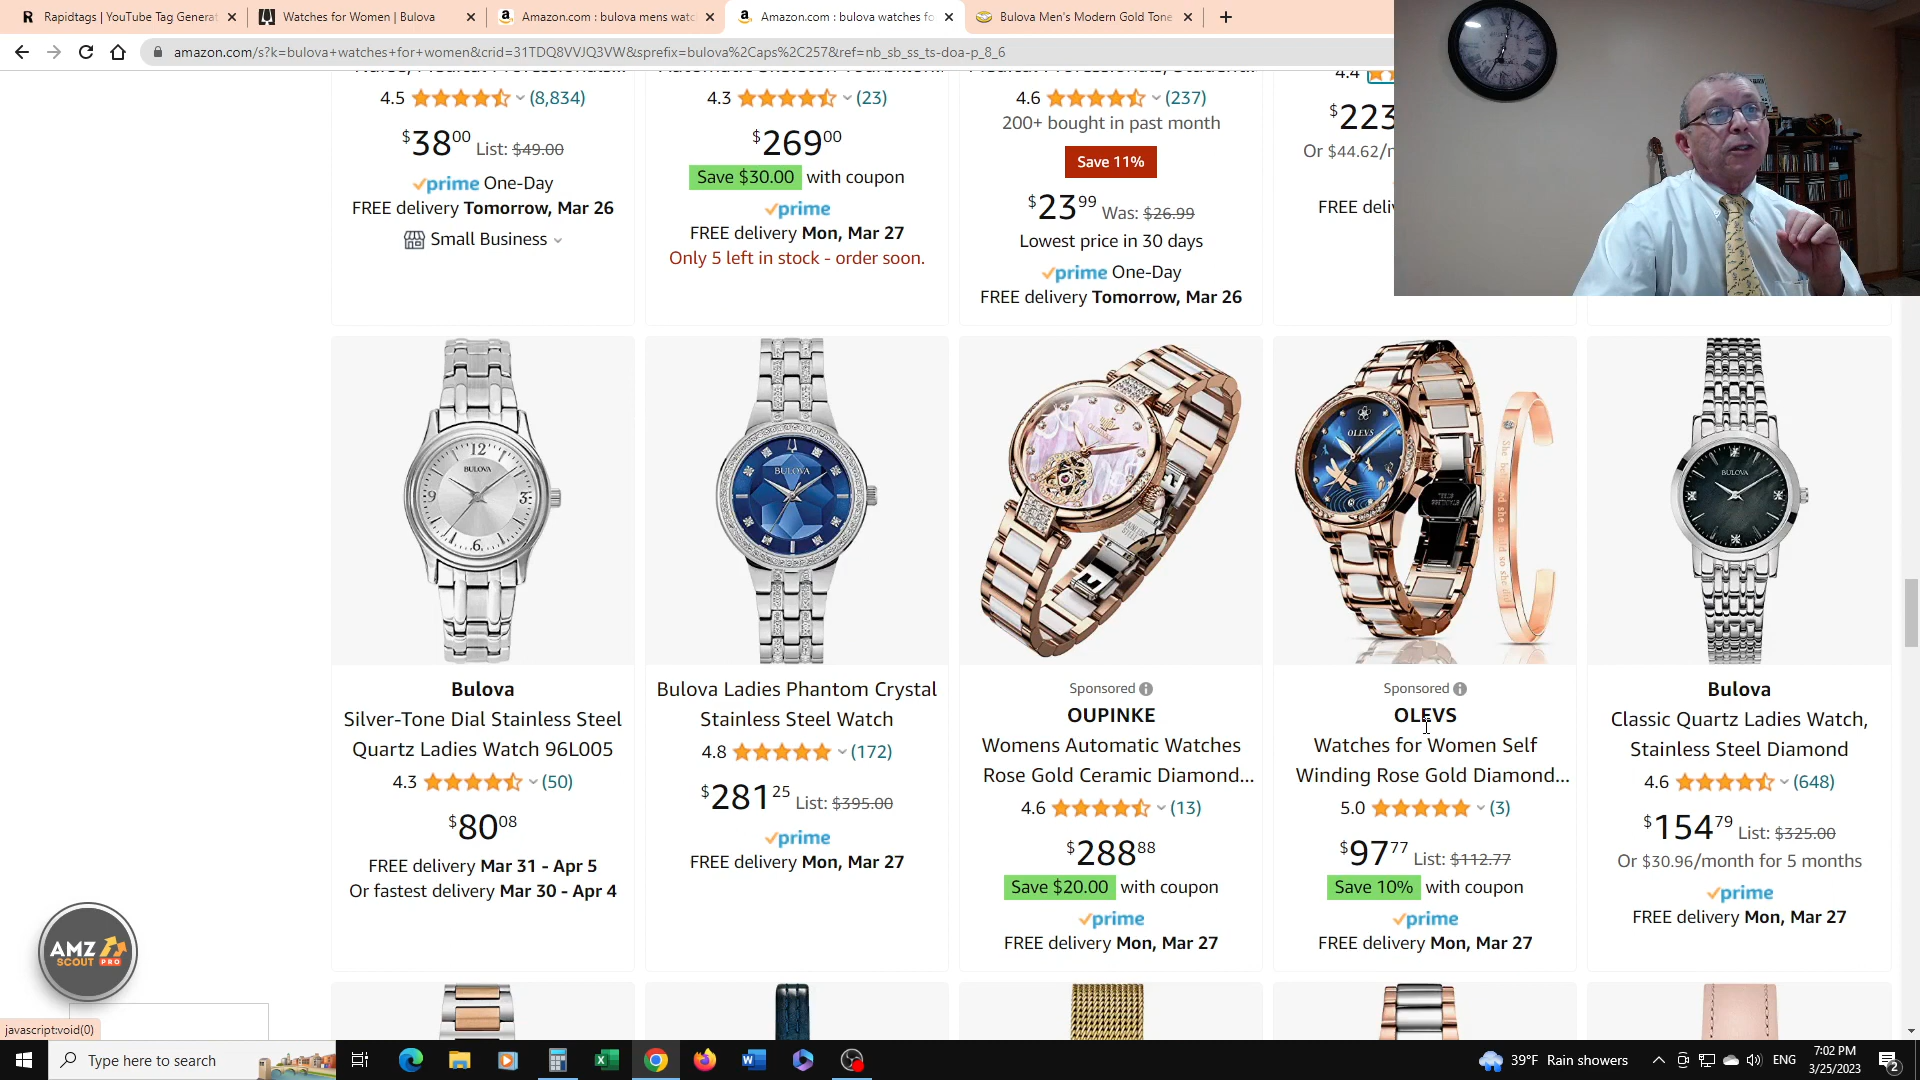 Rapidtags | YouTube Tag Generat
Watches for Women | Bulova
Amazon.com : bulova mens watc
Amazon.com : bulova watches fo
Bulova Men's Modern Gold Tone
amazon.com/s?k=bulova+watches+for+women&crid=31TDQ8VVJQ3VW&sprefix=bulova%2Caps%2C257&ref=nb_sb_ss_ts-doa-p_8_6
4.5 (8,834)
$38 00 List: $49.00
prime One-Day
FREE delivery Tomorrow, Mar 26
Small Business
4.3 (23)
$269 00
Save $30.00 with coupon
prime
FREE delivery Mon, Mar 27
Only 5 left in stock - order soon.
4.6 (237)
200+ bought in past month
Save 11%
$23 99 Was: $26.99
Lowest price in 30 days
prime One-Day
FREE delivery Tomorrow, Mar 26
4.4
$223
Or $44.62/
FREE deli
12
BULOVA
9 3
6
Bulova
Silver-Tone Dial Stainless Steel
Quartz Ladies Watch 96L005
4.3 (50)
$80 08
FREE delivery Mar 31 - Apr 5
Or fastest delivery Mar 30 - Apr 4
BULOVA
Bulova Ladies Phantom Crystal
Stainless Steel Watch
4.8 (172)
$281 25 List: $395.00
prime
FREE delivery Mon, Mar 27
Sponsored
OUPINKE
Womens Automatic Watches
Rose Gold Ceramic Diamond...
4.6 (13)
$288 88
Save $20.00 with coupon
prime
FREE delivery Mon, Mar 27
OLEVS
Sponsored
OLEVS
Watches for Women Self
Winding Rose Gold Diamond...
5.0 (3)
$97 77 List: $112.77
Save 10% with coupon
prime
FREE delivery Mon, Mar 27
BULOVA
Bulova
Classic Quartz Ladies Watch,
Stainless Steel Diamond
4.6 (648)
$154 79 List: $325.00
Or $30.96/month for 5 months
prime
FREE delivery Mon, Mar 27
AMZ
SCOUT PRO
javascript:void(0)
Type here to search
39°F Rain showers
ENG
7:02 PM
3/25/2023
2